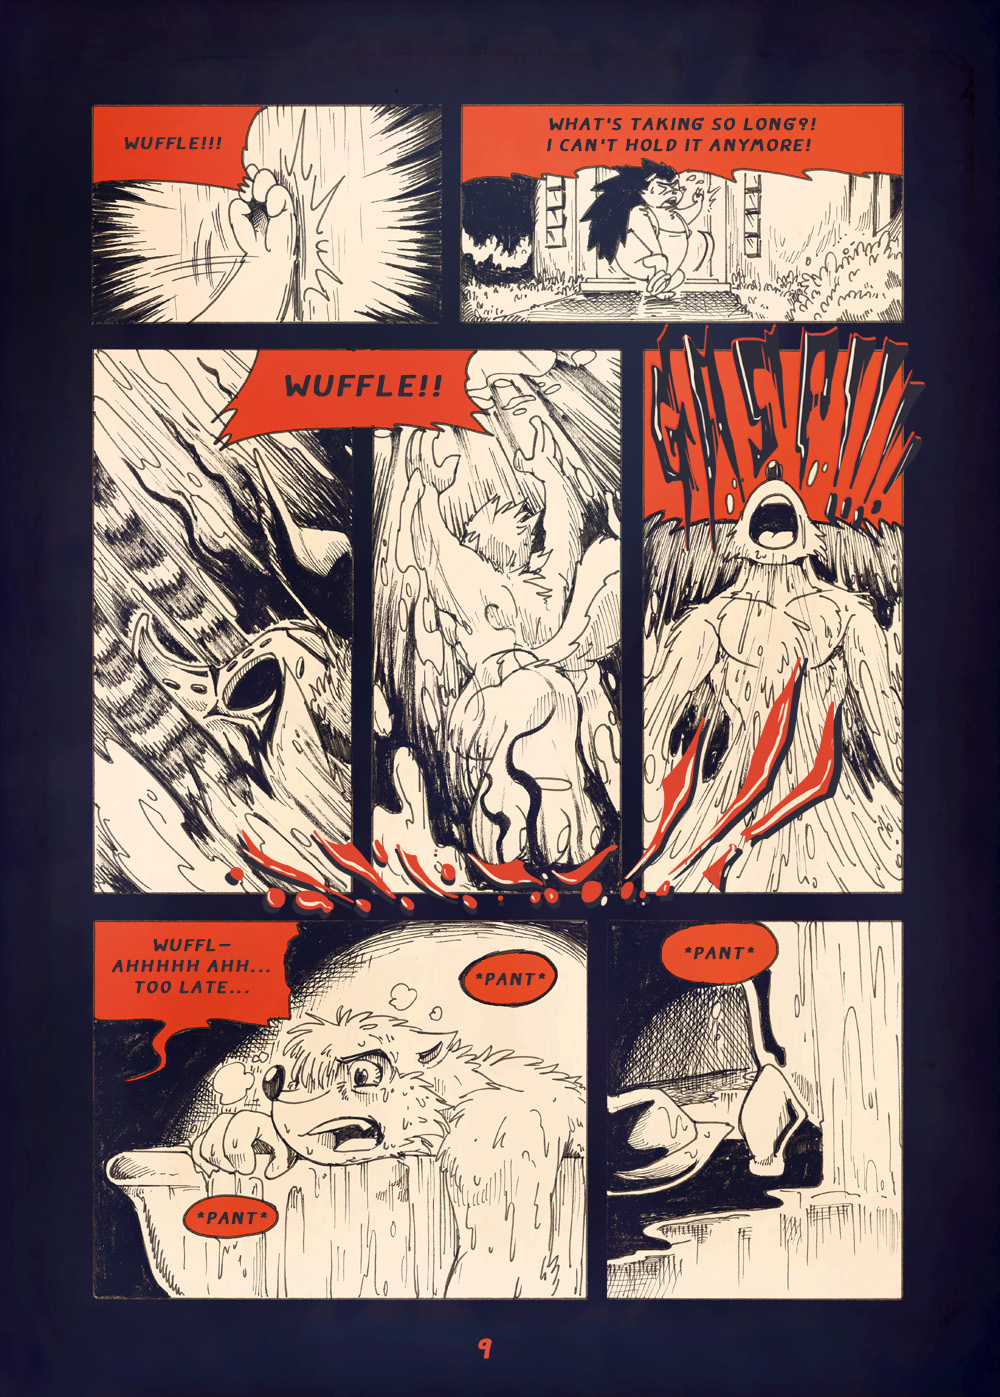 WUFFLE!!!
WHAT'S TAKING SO LONG?!
I CAN'T HOLD IT ANYMORE!
WUFFLE!!
WUFFL—
AHHHHH AHH...
TOO LATE...
*PANT*
*PANT*
*PANT*
9